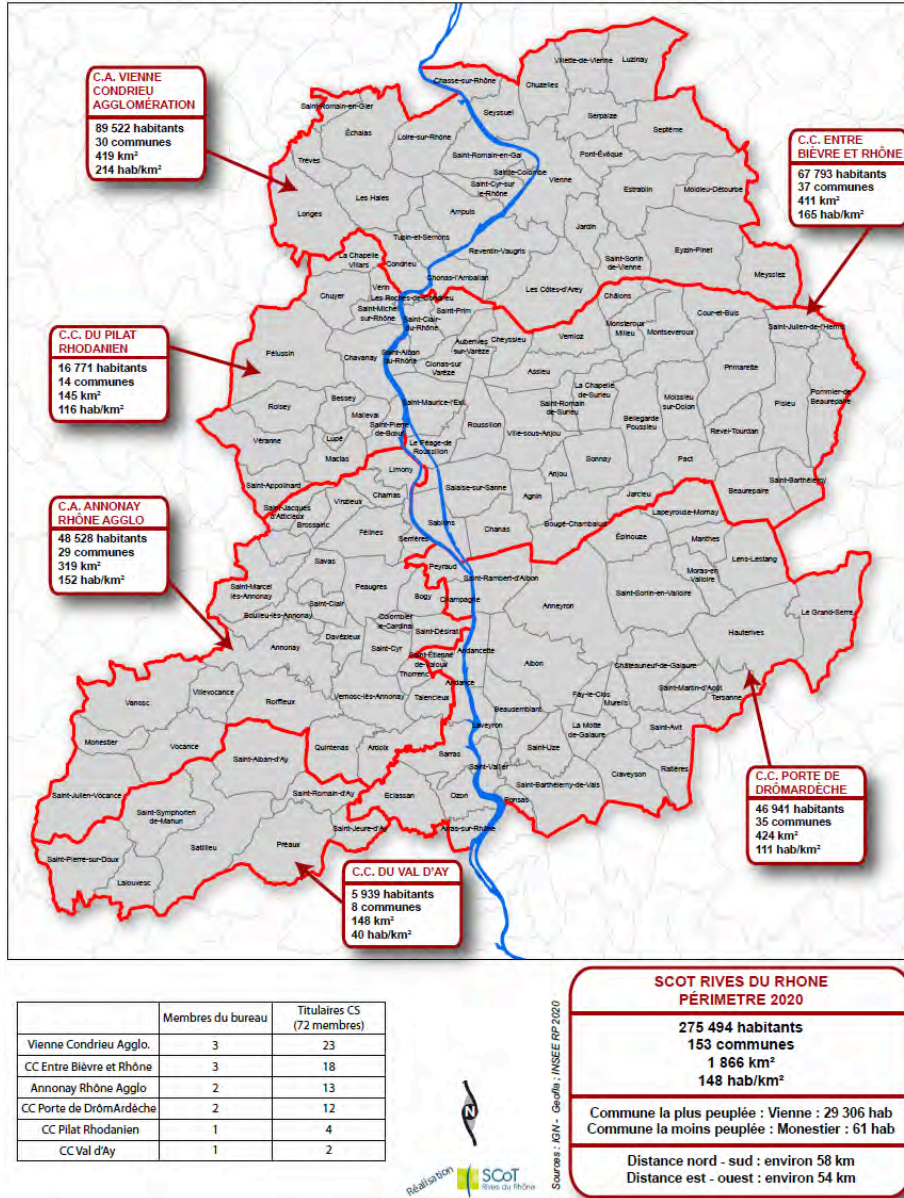 C.A. VIENNE
CONDRIEU
AGGLOMÉRATION
89 522 habitants
30 communes
419 km²
214 hab/km²
C.C. ENTRE
BIÈVRE ET RHÔNE
67 793 habitants
37 communes
411 km²
165 hab/km²
C.C. DU PILAT
RHODANIEN
16 771 habitants
14 communes
145 km²
116 hab/km²
C.A. ANNONAY
RHÔNE AGGLO
48 528 habitants
29 communes
319 km²
152 hab/km²
C.C. PORTE DE
DRÔMARDÈCHE
46 941 habitants
35 communes
424 km²
111 hab/km²
C.C. DU VAL D'AY
5 939 habitants
8 communes
148 km²
40 hab/km²
Chasse-sur-Rhône
Villette-de-Vienne
Luzinay
Chuzelles
Seyssuel
Serpaize
Septème
Saint-Romain-en-Gier
Échalas
Loire-sur-Rhône
Saint-Romain-en-Gal
Sainte-Colombe
Pont-Évêque
Vienne
Trèves
Les Haies
Saint-Cyr-sur
le-Rhône
Estrablin
Moidieu-Détourbe
Longes
Ampuis
Jardin
Tupin-et-Semons
Reventin-Vaugris
Saint-Sorlin
de-Vienne
Eyzin-Pinet
Meyssiez
La Chapelle
Villars
Condrieu
Chonas-l'Amballan
Les Côtes-d'Arey
Vérin
Chuyer
Les Roches-de-Condrieu
Saint-Michel
sur-Rhône
Saint-Clair
du-Rhône
Saint-Prim
Châlons
Cour-et-Buis
Monsteroux
Milieu
Montseveroux
Saint-Julien-de-l'Herms
Pélussin
Chavanay
Saint-Alban
du-Rhône
Auberives
sur-Varèze
Cheyssieu
Vernioz
Clonas-sur
Varèze
Assieu
Primarette
Pommier-de
Beaurepaire
Pisieu
Bessey
Roisey
Malleval
Saint-Maurice-l'Exil
La Chapelle
de-Surieu
Saint-Romain
de-Surieu
Moissieu
sur-Dolon
Bellegarde
Poussieu
Revel-Tourdan
Véranne
Lupé
Saint-Pierre
de-Bœuf
Roussillon
Le Péage-de
Roussillon
Ville-sous-Anjou
Maclas
Sonnay
Pact
Saint-Appolinard
Limony
Salaise-sur-Sanne
Anjou
Agnin
Jarcieu
Beaurepaire
Saint-Barthélemy
Saint-Jacques
d'Atticieux
Vinzieux
Charnas
Brossainc
Félines
Serrières
Sablons
Chanas
Bougé-Chambalud
Lapeyrouse-Mornay
Épinouze
Manthes
Lens-Lestang
Savas
Peyraud
Saint-Rambert-d'Albon
Moras-en
Valloire
Saint-Marcel
lès-Annonay
Peaugres
Bogy
Champagne
Anneyron
Saint-Sorlin-en-Valloire
Le Grand-Serre
Boulieu-lès-Annonay
Saint-Clair
Colombier
le-Cardinal
Saint-Désirat
Hauterives
Annonay
Davézieux
Saint-Cyr
Saint-Étienne
de-Valoux
Andancette
Albon
Châteauneuf-de-Galaure
Thorrenc
Andance
Villevocance
Vanosc
Roiffieux
Vernosc-lès-Annonay
Talencieux
Beausemblant
Fay-le-Clos
Mureils
Saint-Martin-d'Août
Tersanne
Laveyron
La Motte
de-Galaure
Saint-Avit
Monestier
Vocance
Quintenas
Ardoix
Sarras
Saint-Uze
Saint-Vallier
Saint-Alban-d'Ay
Claveyson
Ratières
Saint-Julien-Vocance
Saint-Romain-d'Ay
Eclassan
Ozon
Saint-Barthélemy-de-Vals
Ponsas
Saint-Symphorien
de-Mahun
Saint-Jeure-d'Ay
Arras-sur-Rhône
Satillieu
Préaux
Saint-Pierre-sur-Doux
Lalouvesc
Membres du bureau
Titulaires CS
(72 membres)
Vienne Condrieu Agglo. 3 23
CC Entre Bièvre et Rhône 3 18
Annonay Rhône Agglo 2 13
CC Porte de DrômArdèche 2 12
CC Pilat Rhodanien 1 4
CC Val d'Ay 1 2
N
Réalisation
SCoT
Rives du Rhône
Sources : IGN - Geofla : INSEE RP 2020
SCOT RIVES DU RHONE
PÉRIMETRE 2020
275 494 habitants
153 communes
1 866 km²
148 hab/km²
Commune la plus peuplée : Vienne : 29 306 hab
Commune la moins peuplée : Monestier : 61 hab
Distance nord - sud : environ 58 km
Distance est - ouest : environ 54 km